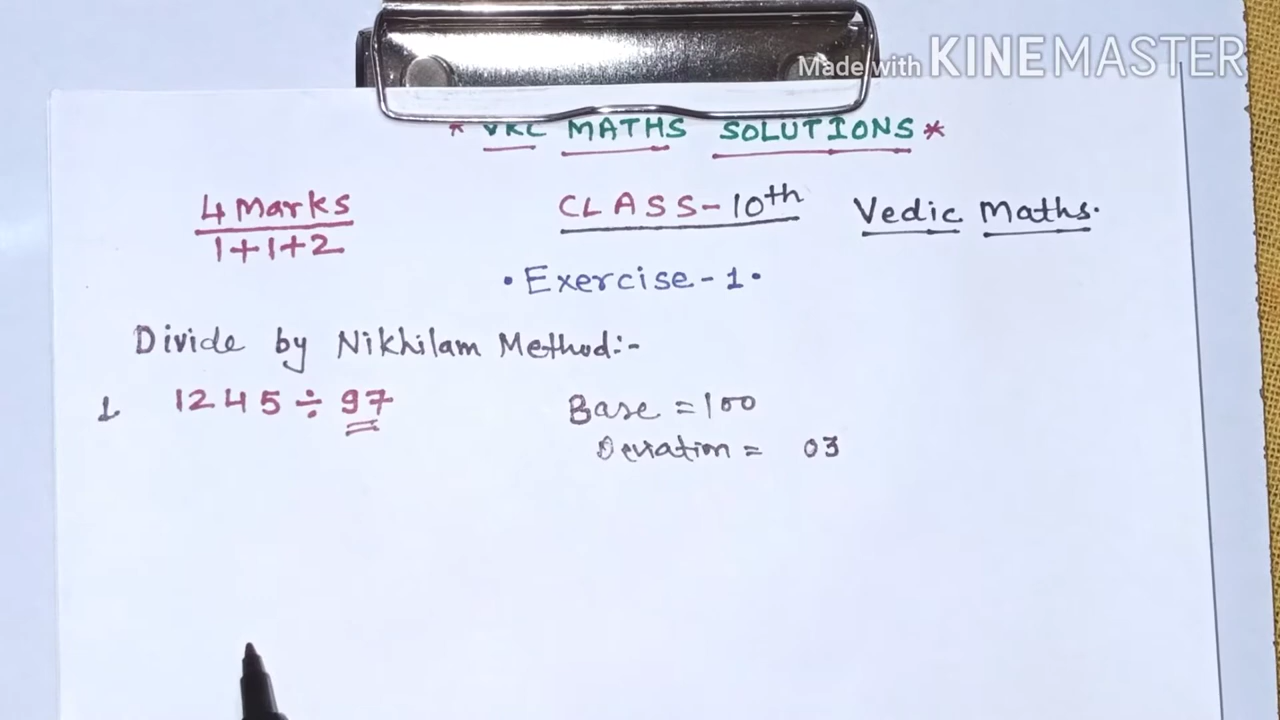 Made with KINEMASTER
* VKC MATHS SOLUTIONS *
4 Marks
1+1+2
CLASS-10th Vedic Maths.
• Exercise-1 •
Divide by Nikhilam Method:-
1 1245 ÷ 97
Base = 100
Deviation = 03